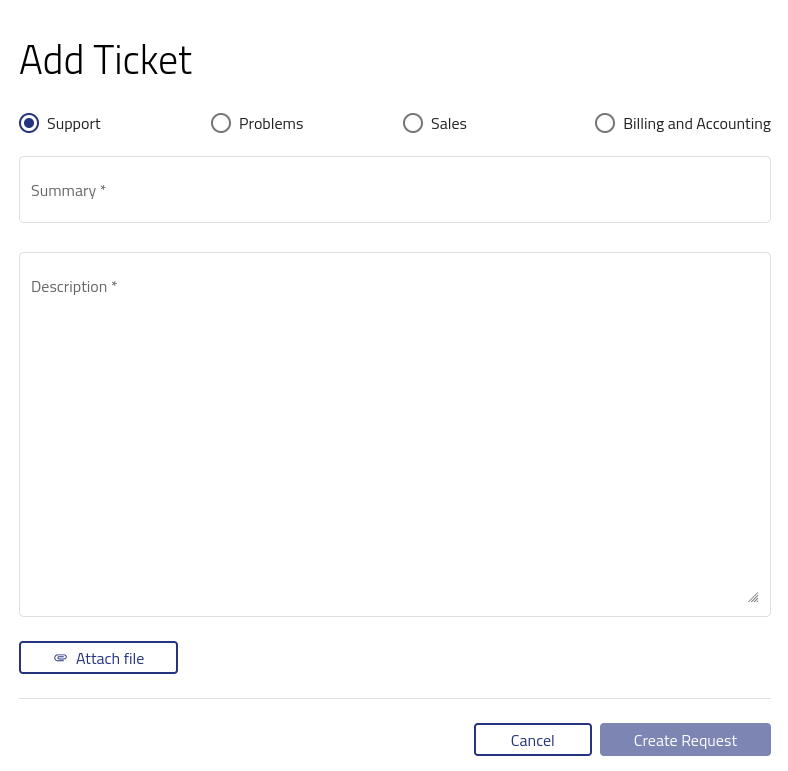 Add Ticket
Support Problems Sales Billing and Accounting
Summary *
Description *
Attach file
Cancel Create Request